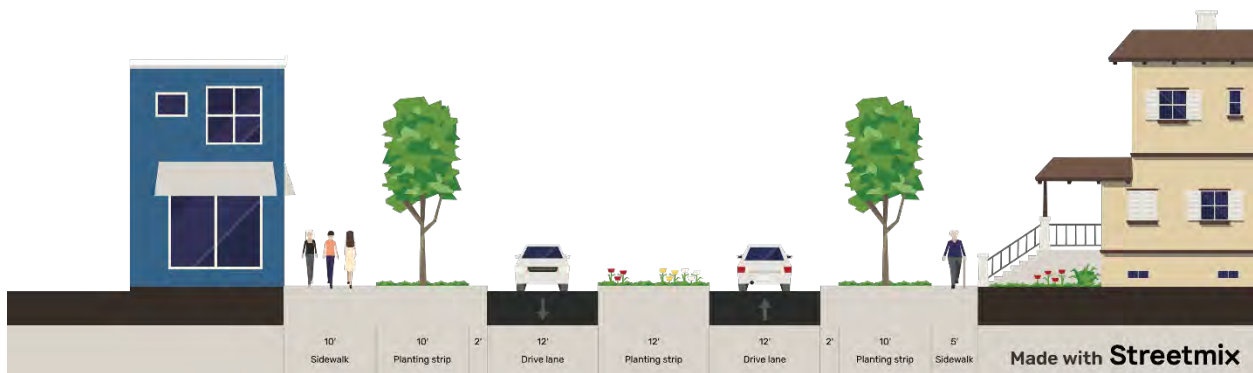 10'
Sidewalk
10'
Planting strip
2'
12'
Drive lane
12'
Planting strip
12'
Drive lane
2'
10'
Planting strip
5'
Sidewalk
Made with Streetmix